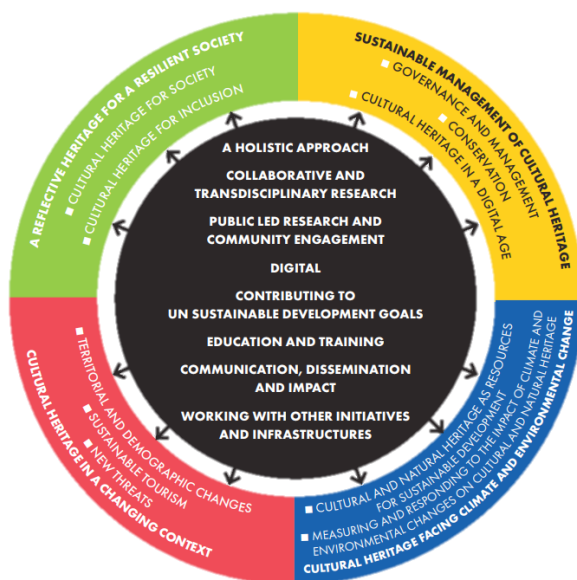 A REFLECTIVE HERITAGE FOR A RESILIENT SOCIETY
■ CULTURAL HERITAGE FOR SOCIETY
■ CULTURAL HERITAGE FOR INCLUSION
SUSTAINABLE MANAGEMENT OF CULTURAL HERITAGE
■ GOVERNANCE AND MANAGEMENT
■ CONSERVATION
■ CULTURAL HERITAGE IN A DIGITAL AGE
A HOLISTIC APPROACH
COLLABORATIVE AND
TRANSDISCIPLINARY RESEARCH
PUBLIC LED RESEARCH AND
COMMUNITY ENGAGEMENT
DIGITAL
CONTRIBUTING TO
UN SUSTAINABLE DEVELOPMENT GOALS
EDUCATION AND TRAINING
COMMUNICATION, DISSEMINATION
AND IMPACT
WORKING WITH OTHER INITIATIVES
AND INFRASTRUCTURES
■ TERRITORIAL AND DEMOGRAPHIC CHANGES
■ SUSTAINABLE TOURISM
■ NEW THREATS
CULTURAL HERITAGE IN A CHANGING CONTEXT
■ CULTURAL AND NATURAL HERITAGE AS RESOURCES
FOR SUSTAINABLE DEVELOPMENT
■ MEASURING AND RESPONDING TO THE IMPACT OF CLIMATE AND
ENVIRONMENTAL CHANGES ON CULTURAL AND NATURAL HERITAGE
CULTURAL HERITAGE FACING CLIMATE AND ENVIRONMENTAL CHANGE